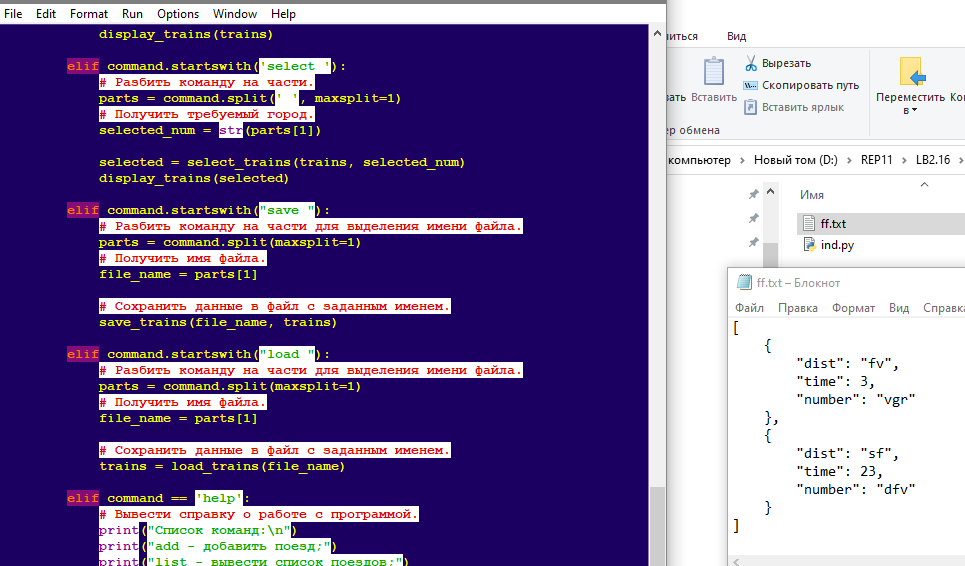 File Edit Format Run Options Window Help
display_trains(trains)
elif command.startswith('select '):
# Разбить команду на части.
parts = command.split(' ', maxsplit=1)
# Получить требуемый город.
selected_num = str(parts[1])
selected = select_trains(trains, selected_num)
display_trains(selected)
elif command.startswith("save "):
# Разбить команду на части для выделения имени файла.
parts = command.split(maxsplit=1)
# Получить имя файла.
file_name = parts[1]
# Сохранить данные в файл с заданным именем.
save_trains(file_name, trains)
elif command.startswith("load "):
# Разбить команду на части для выделения имени файла.
parts = command.split(maxsplit=1)
# Получить имя файла.
file_name = parts[1]
# Сохранить данные в файл с заданным именем.
trains = load_trains(file_name)
elif command == 'help':
# Вывести справку о работе с программой.
print("Список команд:\n")
print("add - добавить поезд;")
print("list - вывести список поездов;")
Вид
Вырезать
Скопировать путь
Вставить
Вставить ярлык
Переместить
в
компьютер > Новый том (D:) > REP11 > LB2.16 >
Имя
ff.txt
ind.py
ff.txt – Блокнот
Файл Правка Формат Вид Справка
[
{
"dist": "fv",
"time": 3,
"number": "vgr"
},
{
"dist": "sf",
"time": 23,
"number": "dfv"
}
]